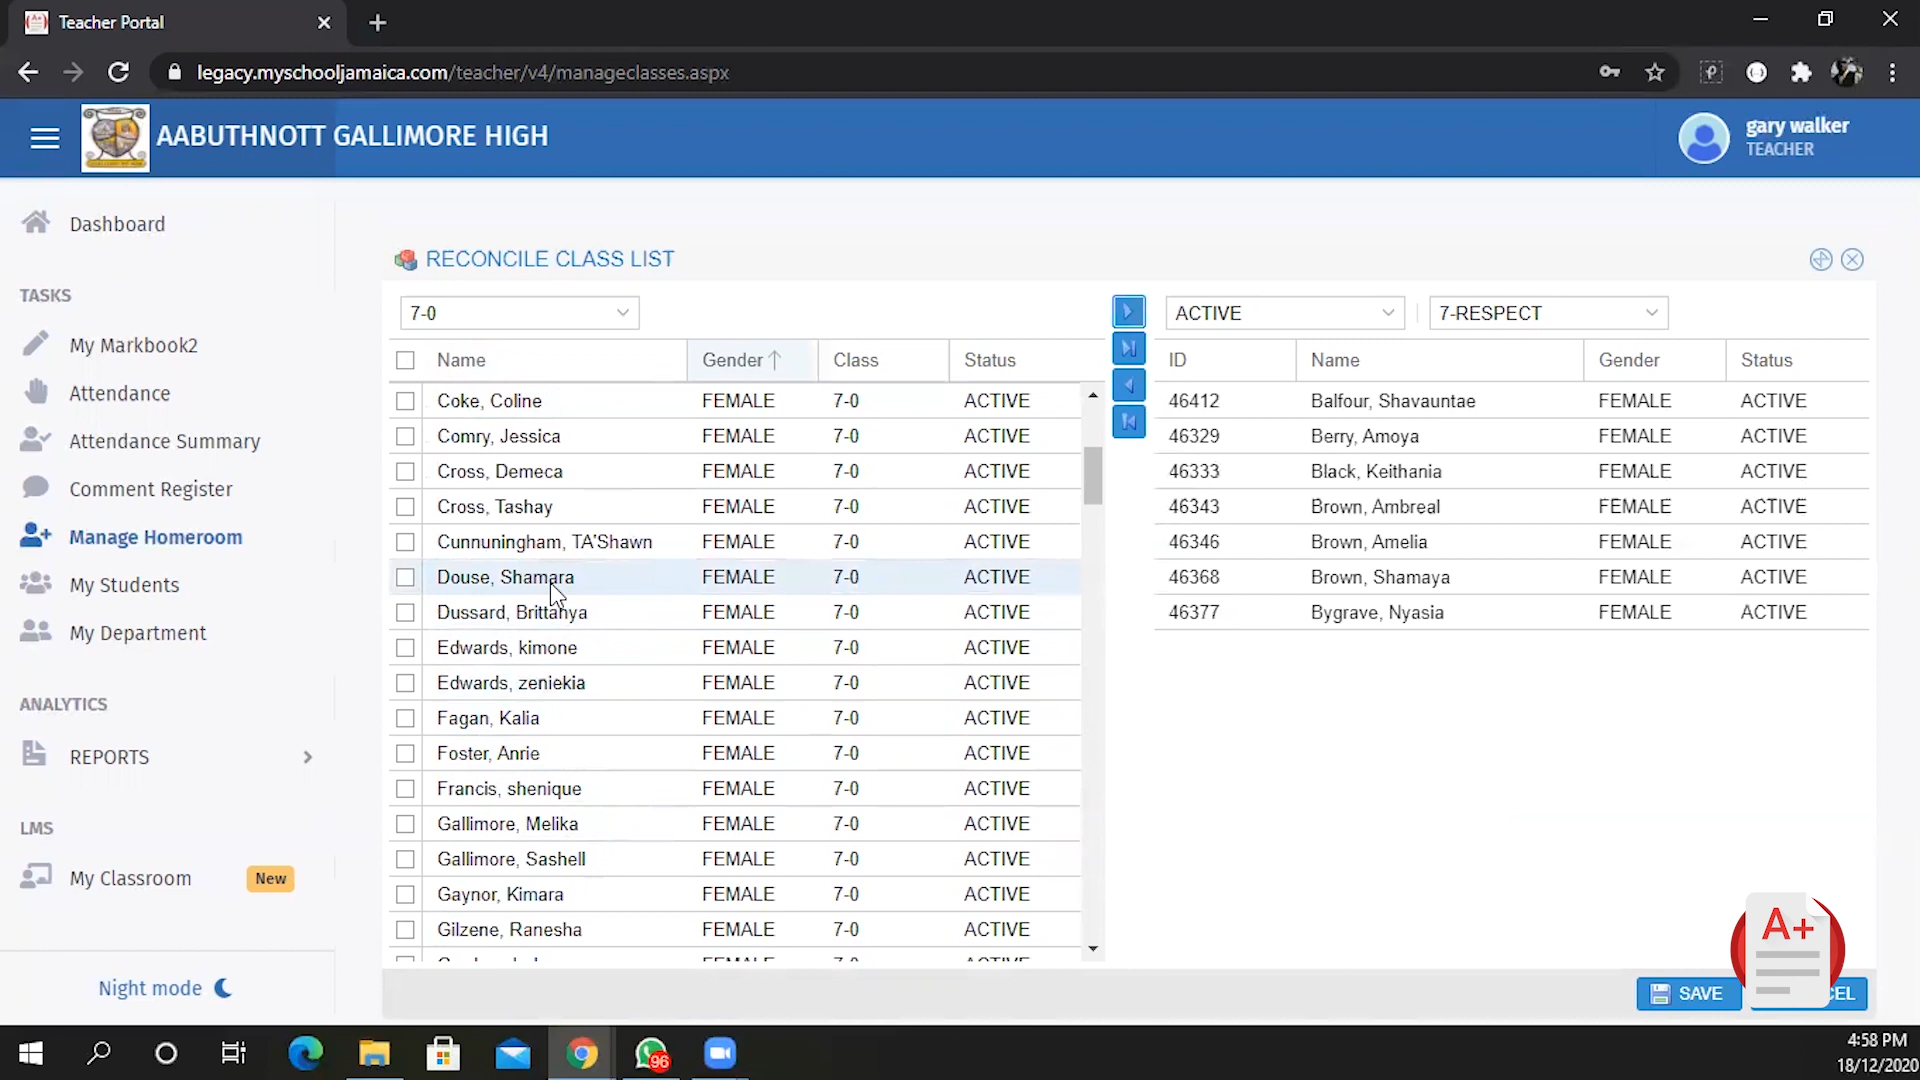 Teacher Portal
legacy.myschooljamaica.com/teacher/v4/manageclasses.aspx
AABUTHNOTT GALLIMORE HIGH
gary walker
TEACHER
Dashboard
TASKS
My Markbook2
Attendance
Attendance Summary
Comment Register
Manage Homeroom
My Students
My Department
ANALYTICS
REPORTS
LMS
My Classroom New
Night mode
RECONCILE CLASS LIST
7-0
Name Gender Class Status
Coke, Coline FEMALE 7-0 ACTIVE
Comry, Jessica FEMALE 7-0 ACTIVE
Cross, Demeca FEMALE 7-0 ACTIVE
Cross, Tashay FEMALE 7-0 ACTIVE
Cunnuningham, TA'Shawn FEMALE 7-0 ACTIVE
Douse, Shamara FEMALE 7-0 ACTIVE
Dussard, Brittanya FEMALE 7-0 ACTIVE
Edwards, kimone FEMALE 7-0 ACTIVE
Edwards, zeniekia FEMALE 7-0 ACTIVE
Fagan, Kalia FEMALE 7-0 ACTIVE
Foster, Anrie FEMALE 7-0 ACTIVE
Francis, shenique FEMALE 7-0 ACTIVE
Gallimore, Melika FEMALE 7-0 ACTIVE
Gallimore, Sashell FEMALE 7-0 ACTIVE
Gaynor, Kimara FEMALE 7-0 ACTIVE
Gilzene, Ranesha FEMALE 7-0 ACTIVE
ACTIVE 7-RESPECT
ID Name Gender Status
46412 Balfour, Shavauntae FEMALE ACTIVE
46329 Berry, Amoya FEMALE ACTIVE
46333 Black, Keithania FEMALE ACTIVE
46343 Brown, Ambreal FEMALE ACTIVE
46346 Brown, Amelia FEMALE ACTIVE
46368 Brown, Shamaya FEMALE ACTIVE
46377 Bygrave, Nyasia FEMALE ACTIVE
A+
SAVE
96
4:58 PM
18/12/2020